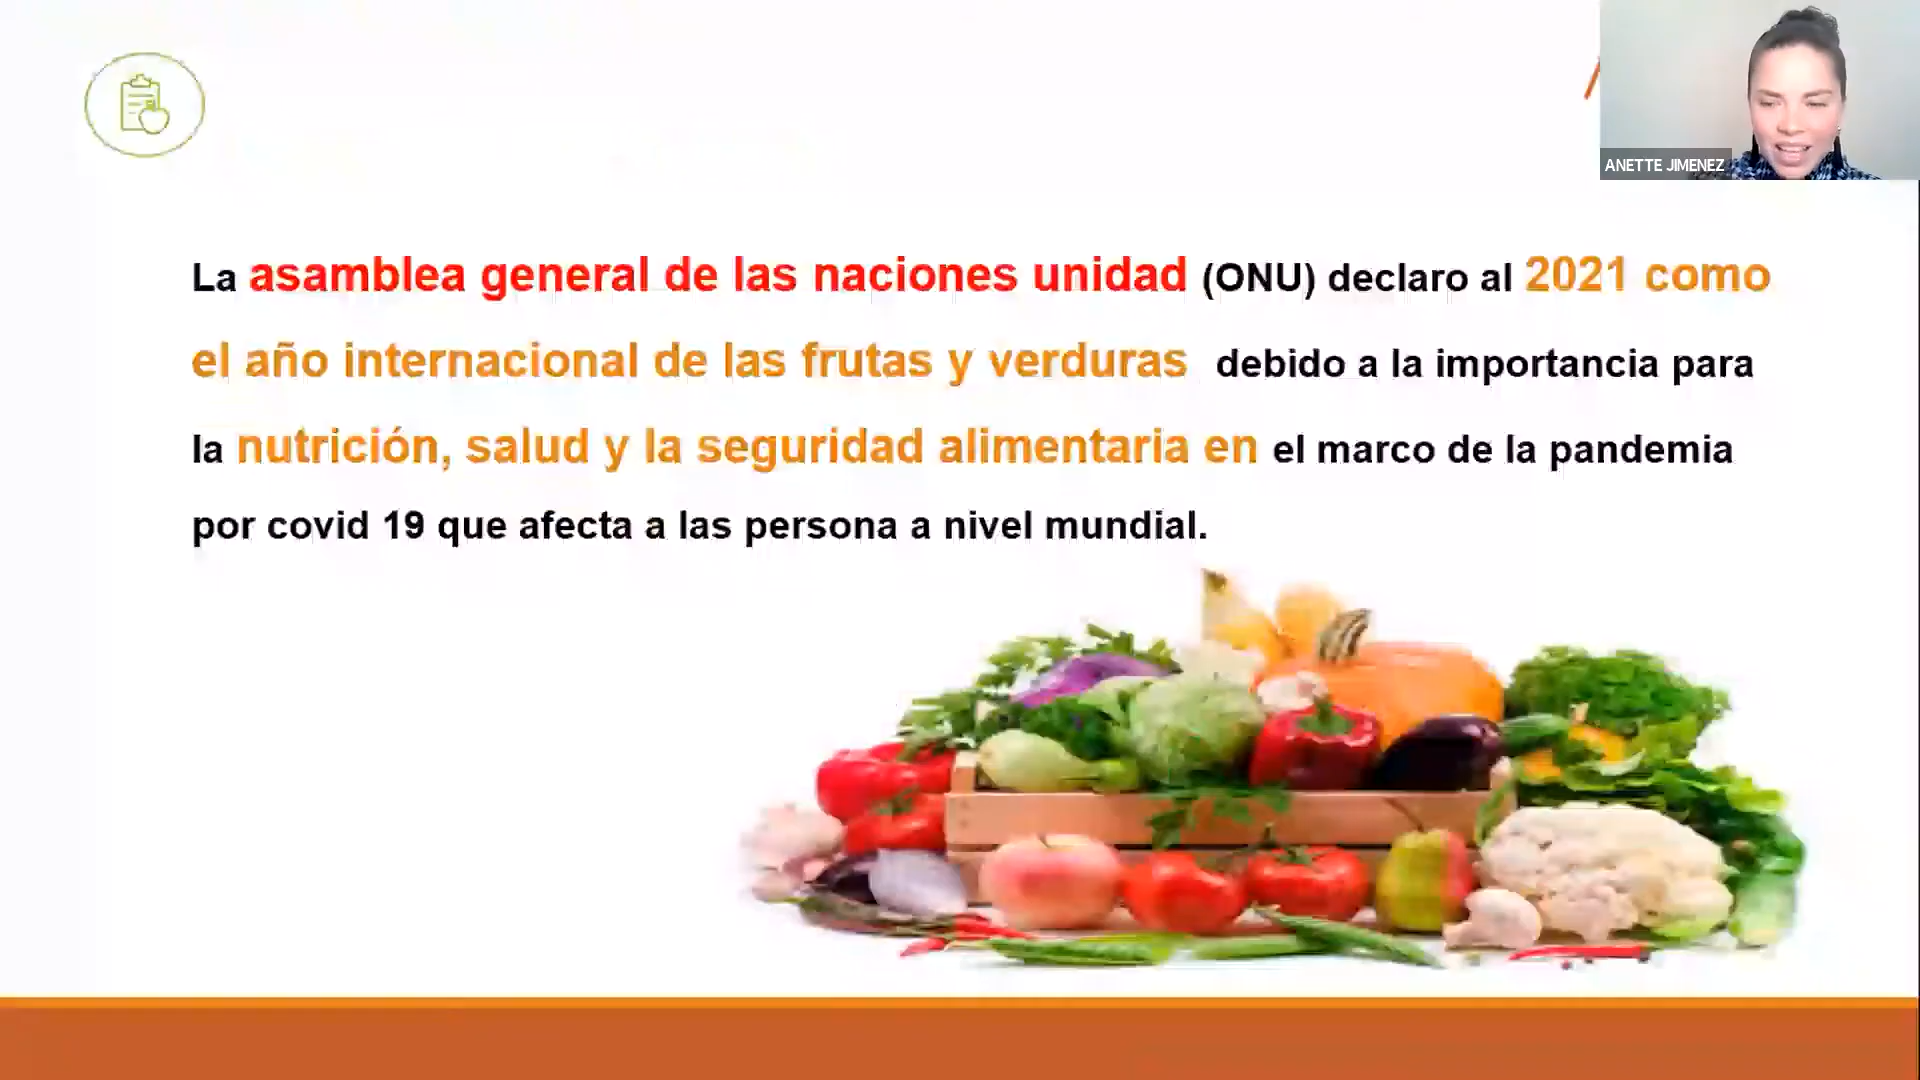 ANETTE JIMENEZ
La asamblea general de las naciones unidad (ONU) declaro al 2021 como
el año internacional de las frutas y verduras debido a la importancia para
la nutrición, salud y la seguridad alimentaria en el marco de la pandemia
por covid 19 que afecta a las persona a nivel mundial.